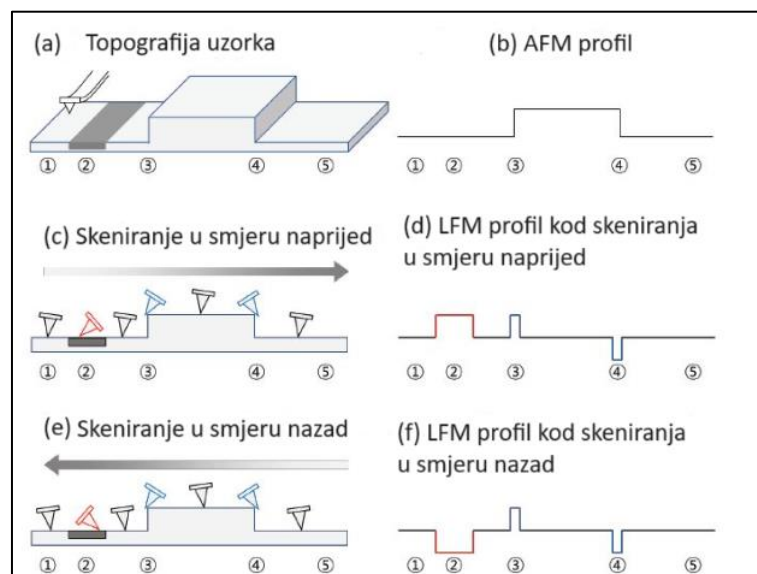 (a) Topografija uzorka
(b) AFM profil
① ② ③ ④ ⑤
① ② ③ ④ ⑤
(c) Skeniranje u smjeru naprijed
(d) LFM profil kod skeniranja
u smjeru naprijed
① ② ③ ④ ⑤
① ② ③ ④ ⑤
(e) Skeniranje u smjeru nazad
(f) LFM profil kod skeniranja
u smjeru nazad
① ② ③ ④ ⑤
① ② ③ ④ ⑤